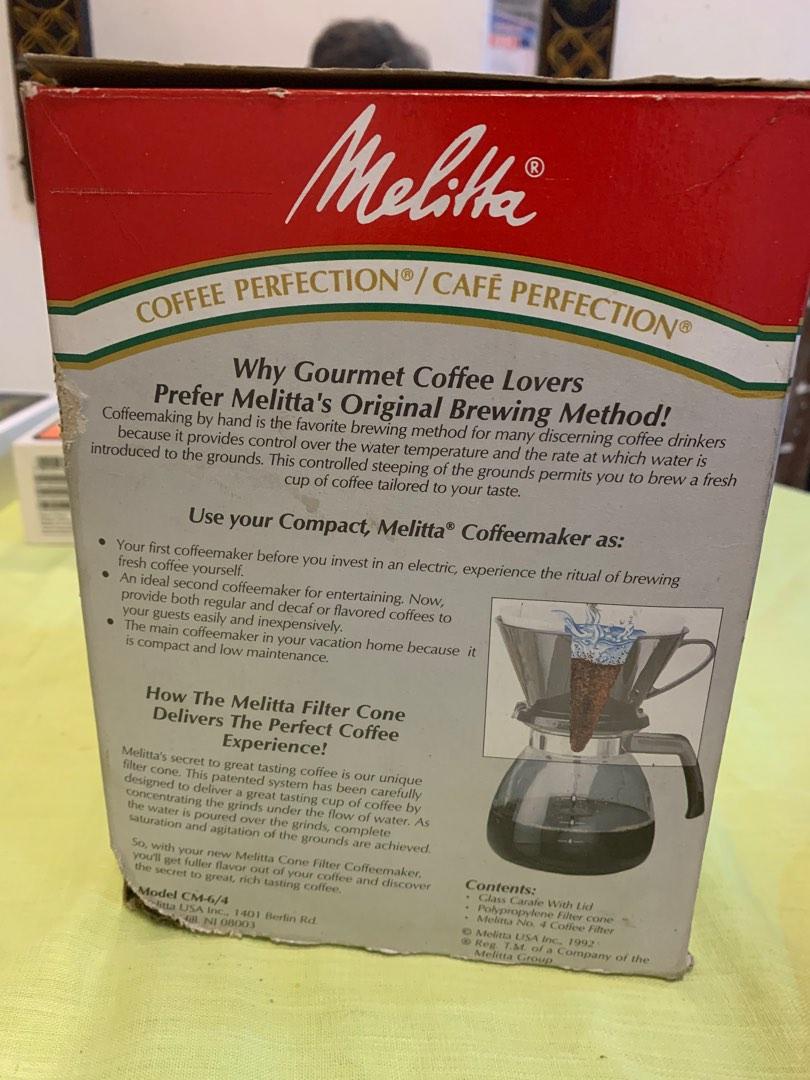 Melitta®
COFFEE PERFECTION®/ CAFÉ PERFECTION®
Why Gourmet Coffee Lovers
Prefer Melitta's Original Brewing Method!
Coffeemaking by hand is the favorite brewing method for many discerning coffee drinkers
because it provides control over the water temperature and the rate at which water is
introduced to the grounds. This controlled steeping of the grounds permits you to brew a fresh
cup of coffee tailored to your taste.
Use your Compact, Melitta® Coffeemaker as:
• Your first coffeemaker before you invest in an electric, experience the ritual of brewing
fresh coffee yourself.
• An ideal second coffeemaker for entertaining. Now,
provide both regular and decaf or flavored coffees to
your guests easily and inexpensively.
• The main coffeemaker in your vacation home because it
is compact and low maintenance.
How The Melitta Filter Cone
Delivers The Perfect Coffee
Experience!
Melitta's secret to great tasting coffee is our unique
filter cone. This patented system has been carefully
designed to deliver a great tasting cup of coffee by
concentrating the grinds under the flow of water. As
the water is poured over the grinds, complete
saturation and agitation of the grounds are achieved.
So, with your new Melitta Cone Filter Coffeemaker,
you'll get fuller flavor out of your coffee and discover
the secret to great, rich tasting coffee.
Model CM-6/4
USA Inc., 1401 Berlin Rd.
NJ 08003
Contents:
• Glass Carafe With Lid
• Polypropylene Filter cone
• Melitta No. 4 Coffee Filter
© Melitta USA Inc., 1992
® Reg. T.M. of a Company of the
Melitta Group